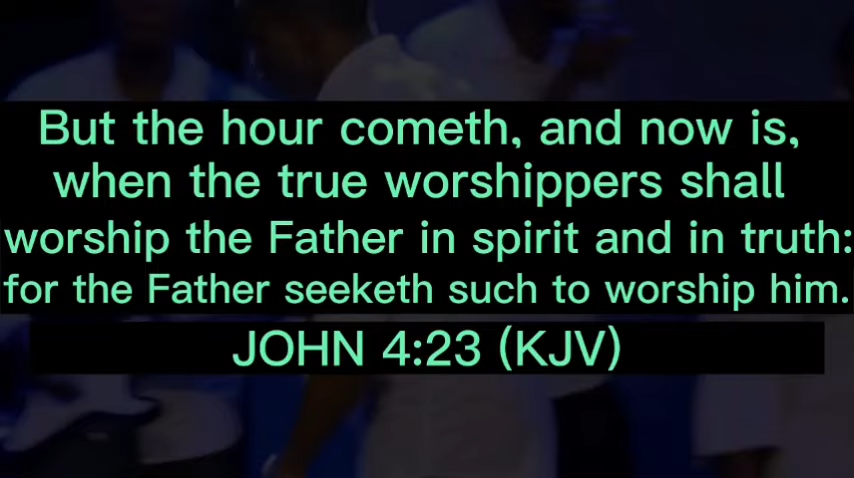 But the hour cometh, and now is,
when the true worshippers shall
worship the Father in spirit and in truth:
for the Father seeketh such to worship him.
JOHN 4:23 (KJV)